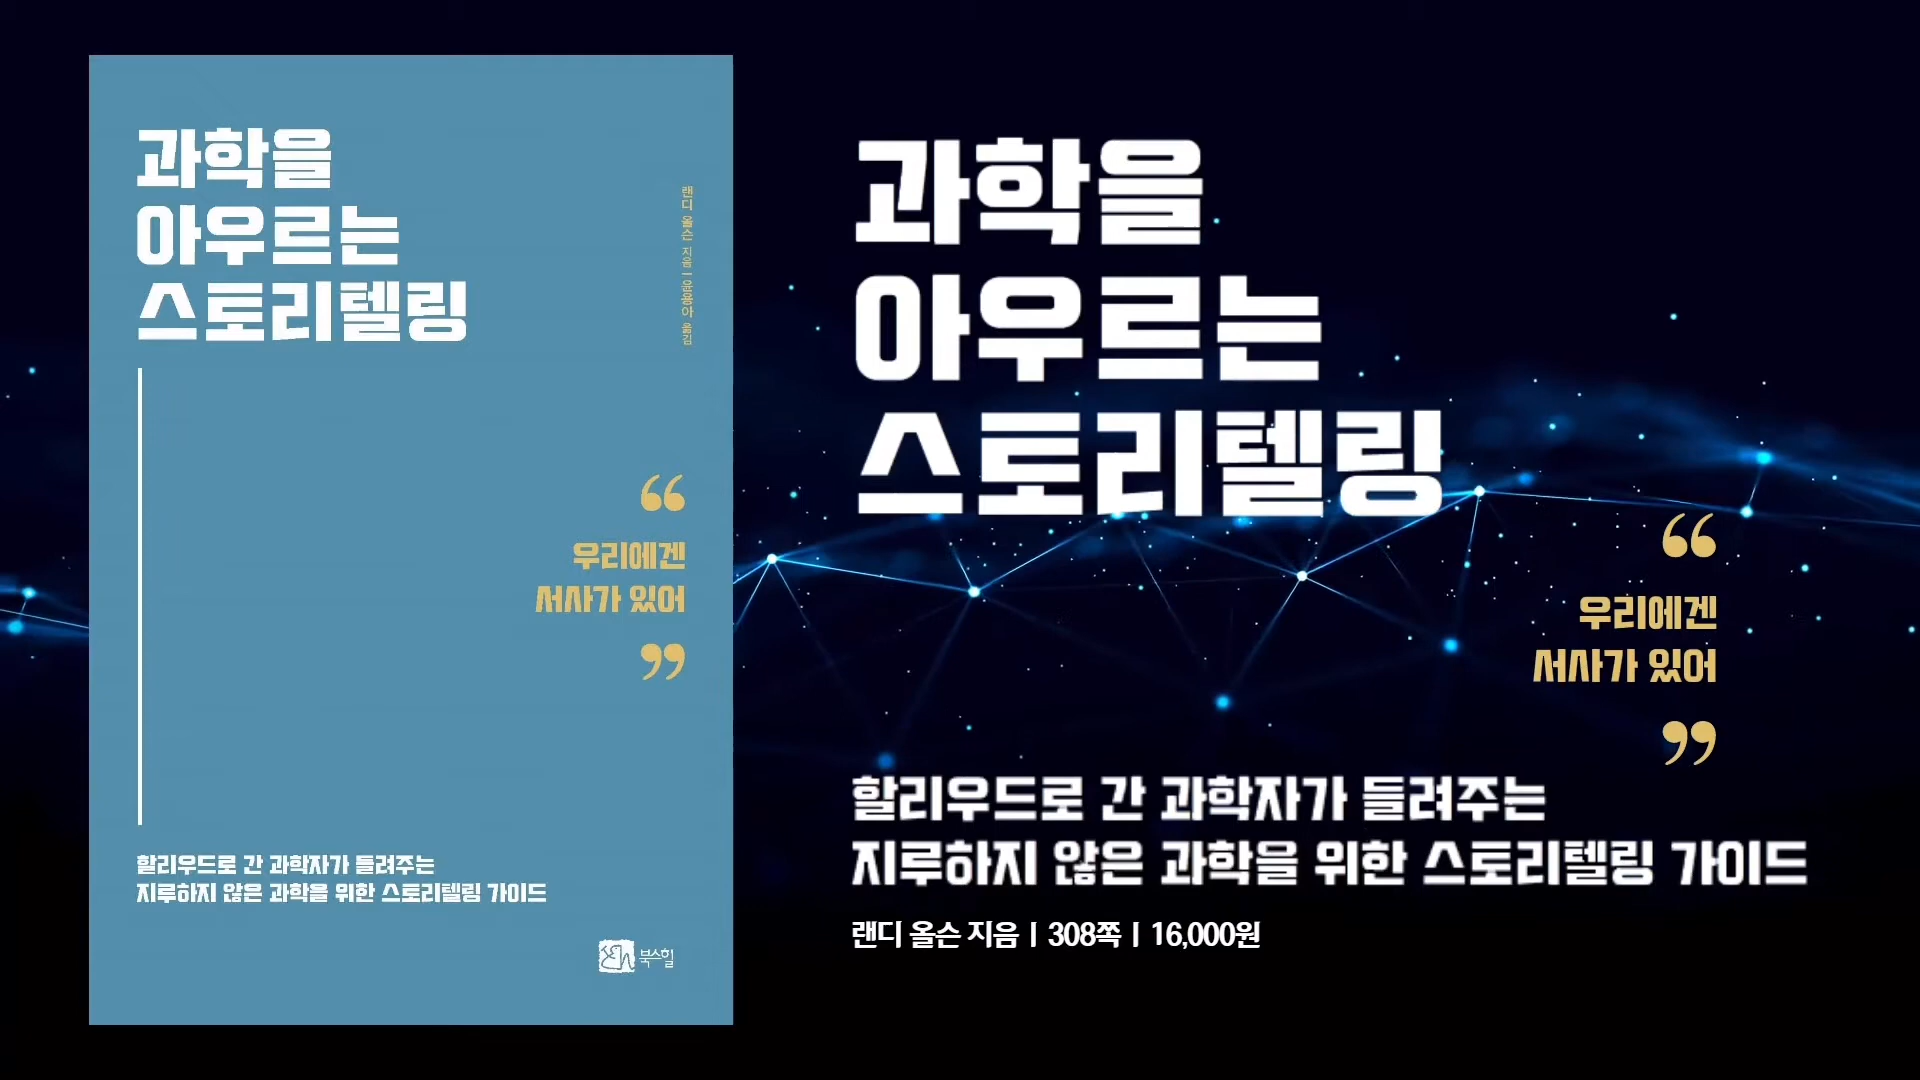 과학을
아우르는
스토리텔링
랜디 올슨 지음 | 윤용아 옮김
“
우리에겐
서사가 있어
”
할리우드로 간 과학자가 들려주는
지루하지 않은 과학을 위한 스토리텔링 가이드
북스힐
과학을
아우르는
스토리텔링
“
우리에겐
서사가 있어
”
할리우드로 간 과학자가 들려주는
지루하지 않은 과학을 위한 스토리텔링 가이드
랜디 올슨 지음 | 308쪽 | 16,000원